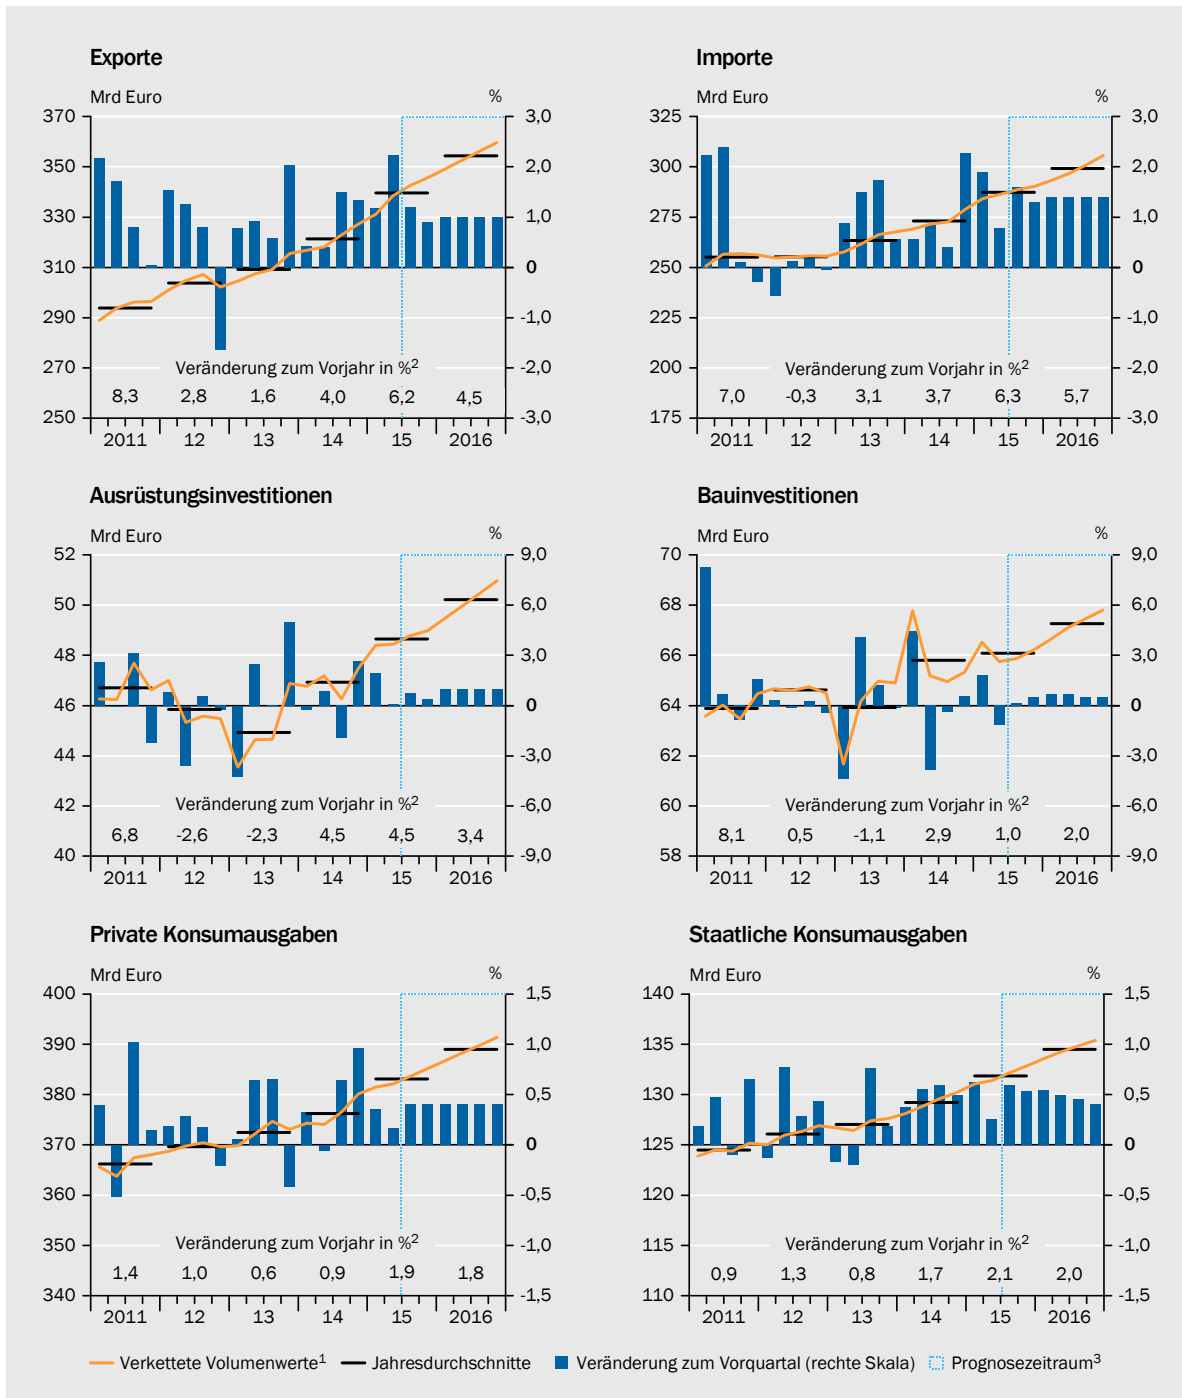 Exporte
Mrd Euro %
370 3,0
350 2,0
330 1,0
310 0
290 -1,0
270 -2,0
250 -3,0
Veränderung zum Vorjahr in %²
8,3 2,8 1,6 4,0 6,2 4,5
2011 12 13 14 15 2016
Importe
Mrd Euro %
325 3,0
300 2,0
275 1,0
250 0
225 -1,0
200 -2,0
175 -3,0
Veränderung zum Vorjahr in %²
7,0 -0,3 3,1 3,7 6,3 5,7
2011 12 13 14 15 2016
Ausrüstungsinvestitionen
Mrd Euro %
52 9,0
50 6,0
48 3,0
46 0
44 -3,0
42 -6,0
40 -9,0
Veränderung zum Vorjahr in %²
6,8 -2,6 -2,3 4,5 4,5 3,4
2011 12 13 14 15 2016
Bauinvestitionen
Mrd Euro %
70 9,0
68 6,0
66 3,0
64 0
62 -3,0
60 -6,0
58 -9,0
Veränderung zum Vorjahr in %²
8,1 0,5 -1,1 2,9 1,0 2,0
2011 12 13 14 15 2016
Private Konsumausgaben
Mrd Euro %
400 1,5
390 1,0
380 0,5
370 0
360 -0,5
350 -1,0
340 -1,5
Veränderung zum Vorjahr in %²
1,4 1,0 0,6 0,9 1,9 1,8
2011 12 13 14 15 2016
Staatliche Konsumausgaben
Mrd Euro %
140 1,5
135 1,0
130 0,5
125 0
120 -0,5
115 -1,0
110 -1,5
Veränderung zum Vorjahr in %²
0,9 1,3 0,8 1,7 2,1 2,0
2011 12 13 14 15 2016
Verkettete Volumenwerte¹ Jahresdurchschnitte Veränderung zum Vorquartal (rechte Skala) Prognosezeitraum³